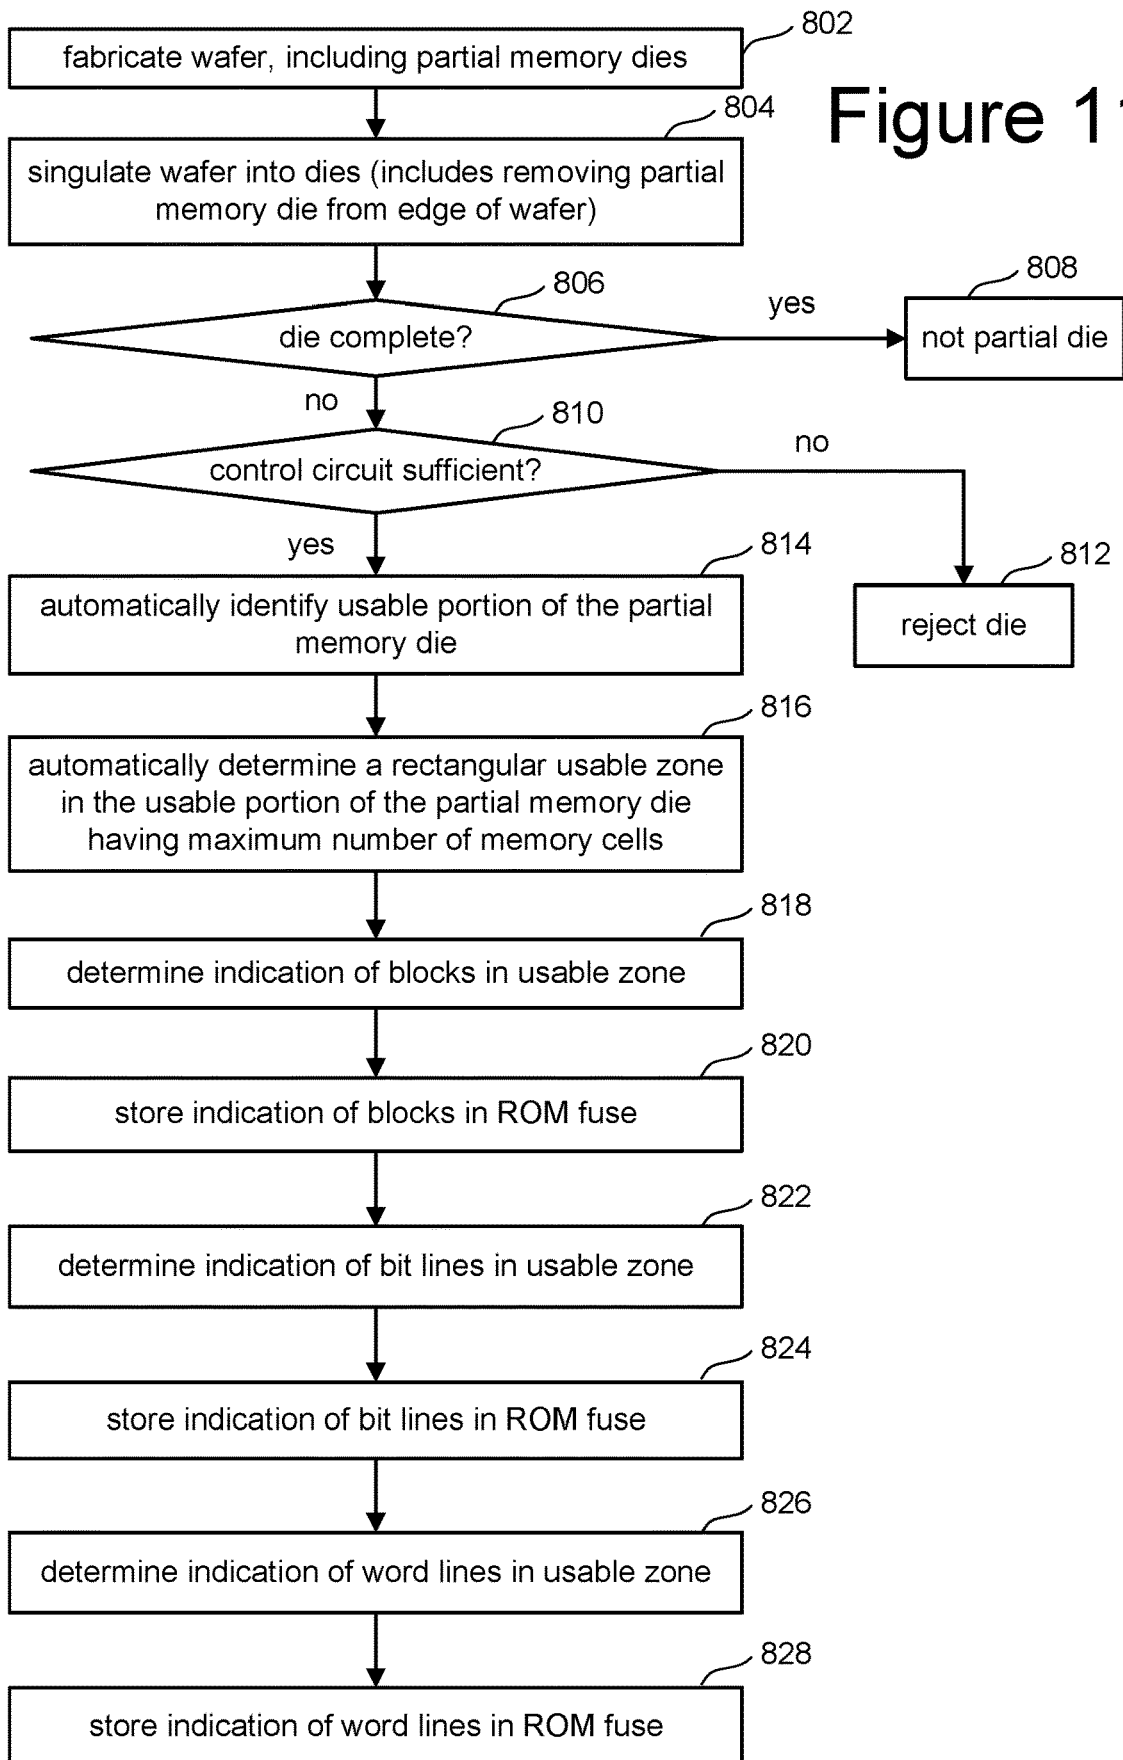 802
fabricate wafer, including partial memory dies
Figure 11
804
singulate wafer into dies (includes removing partial
memory die from edge of wafer)
806
die complete?
yes
808
not partial die
no
810
control circuit sufficient?
no
812
reject die
yes
814
automatically identify usable portion of the partial
memory die
816
automatically determine a rectangular usable zone
in the usable portion of the partial memory die
having maximum number of memory cells
818
determine indication of blocks in usable zone
820
store indication of blocks in ROM fuse
822
determine indication of bit lines in usable zone
824
store indication of bit lines in ROM fuse
826
determine indication of word lines in usable zone
828
store indication of word lines in ROM fuse